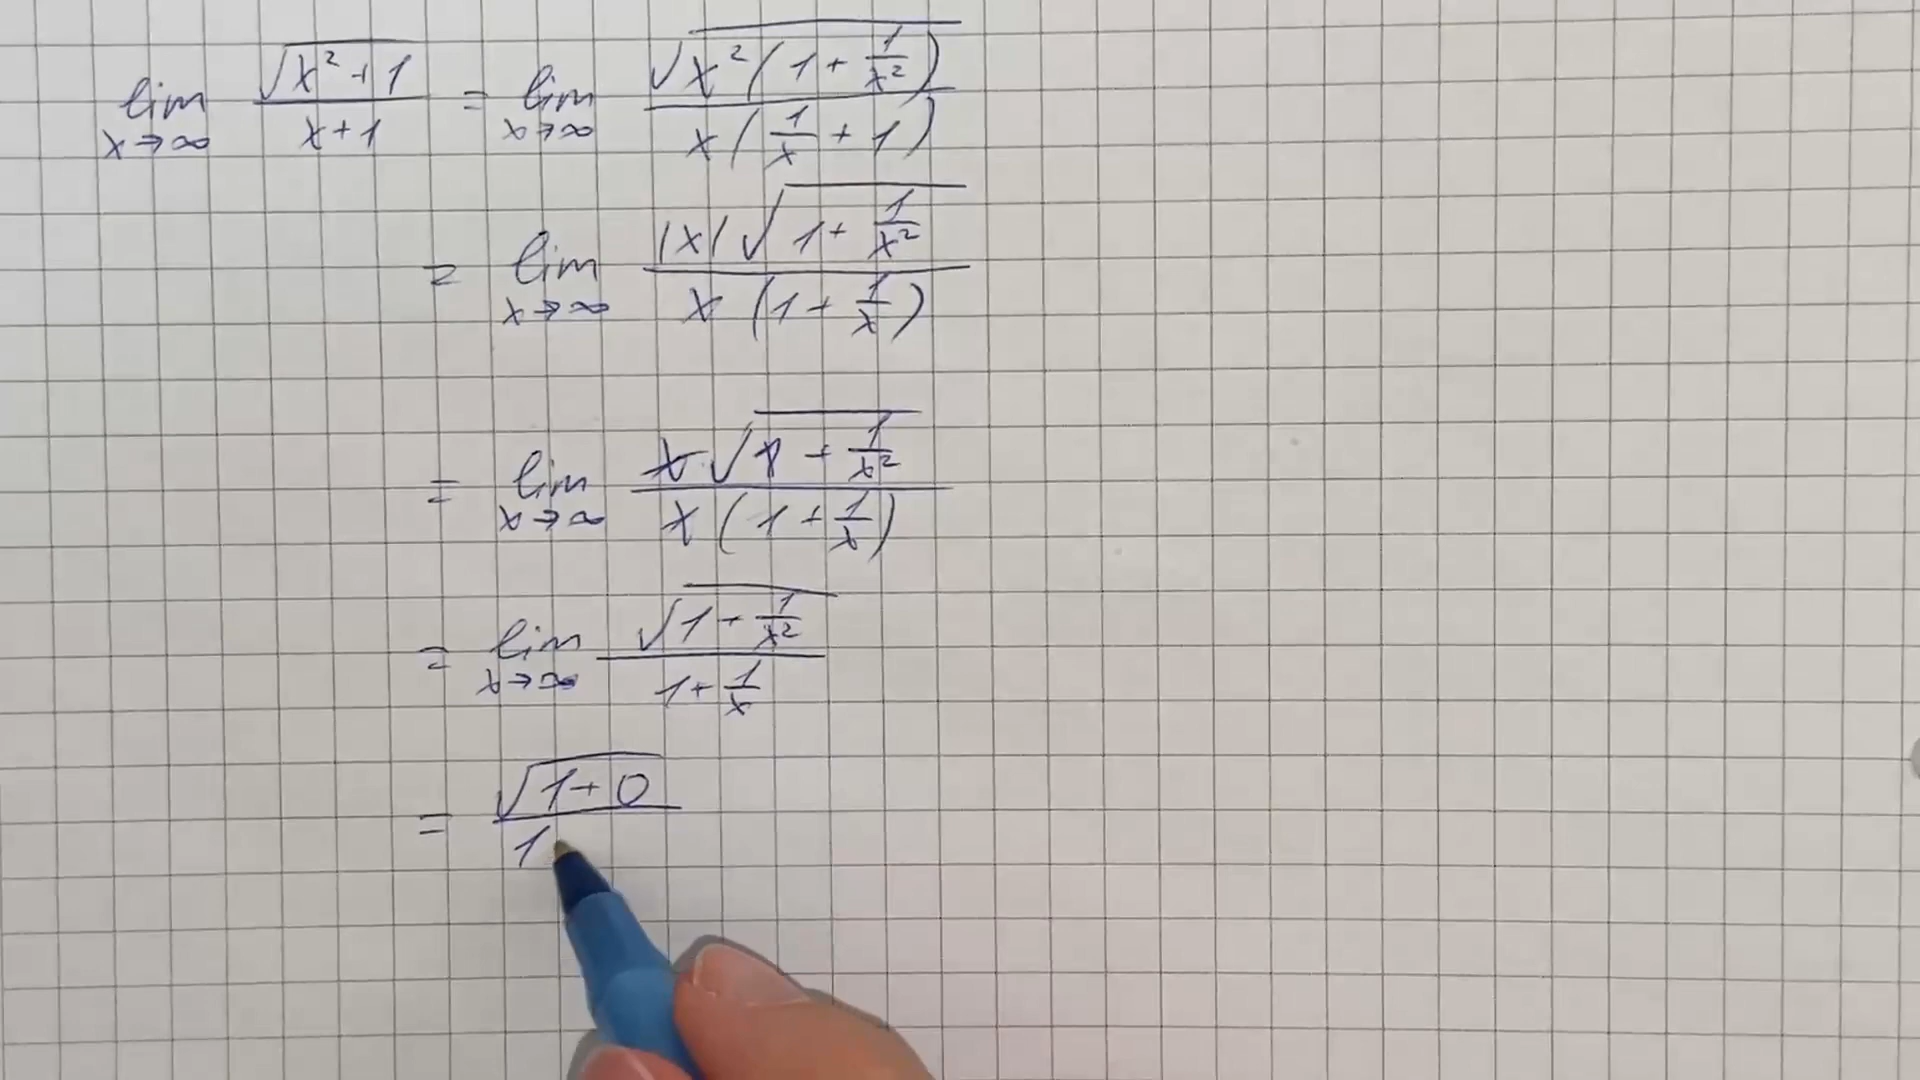 lim x→∞ √(x² + 1) / (x + 1) = lim x→∞ √(x² (1 + 1/x²)) / (x (1/x + 1))
= lim x→∞ |x| √(1 + 1/x²) / (x (1 + 1/x))
= lim x→∞ x √(1 + 1/x²) / (x (1 + 1/x))
= lim x→∞ √(1 + 1/x²) / (1 + 1/x)
= √(1 + 0) / 1